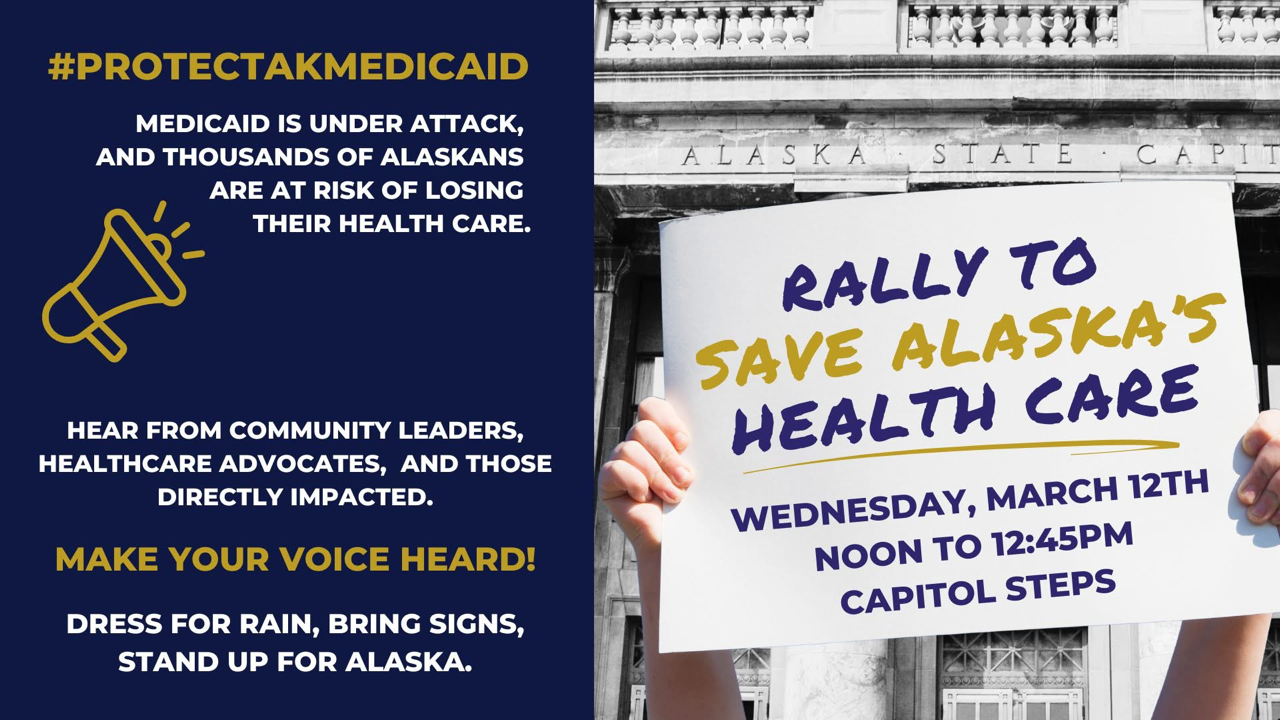 #PROTECTAKMEDICAID
MEDICAID IS UNDER ATTACK,
AND THOUSANDS OF ALASKANS
ARE AT RISK OF LOSING
THEIR HEALTH CARE.
HEAR FROM COMMUNITY LEADERS,
HEALTHCARE ADVOCATES, AND THOSE
DIRECTLY IMPACTED.
MAKE YOUR VOICE HEARD!
DRESS FOR RAIN, BRING SIGNS,
STAND UP FOR ALASKA.
ALASKA · STATE · CAPIT
RALLY TO
SAVE ALASKA'S
HEALTH CARE
WEDNESDAY, MARCH 12TH
NOON TO 12:45PM
CAPITOL STEPS